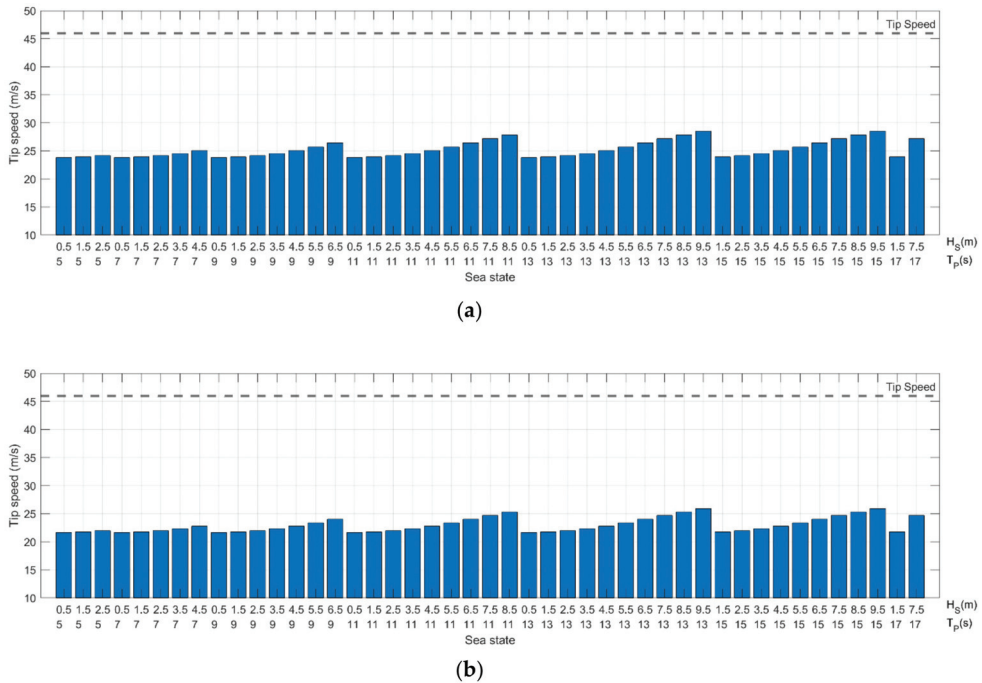 50
Tip Speed
45
40
35
30
25
20
15
10
Tip speed (m/s)
0.5 1.5 2.5 0.5 1.5 2.5 3.5 4.5 0.5 1.5 2.5 3.5 4.5 5.5 6.5 0.5 1.5 2.5 3.5 4.5 5.5 6.5 7.5 8.5 0.5 1.5 2.5 3.5 4.5 5.5 6.5 7.5 8.5 9.5 1.5 2.5 3.5 4.5 5.5 6.5 7.5 8.5 9.5 1.5 7.5 H_S(m)
5 5 5 7 7 7 7 7 9 9 9 9 9 9 9 11 11 11 11 11 11 11 11 11 13 13 13 13 13 13 13 13 13 13 15 15 15 15 15 15 15 15 15 17 17 T_P(s)
Sea state
(a)
50
Tip Speed
45
40
35
30
25
20
15
10
Tip speed (m/s)
0.5 1.5 2.5 0.5 1.5 2.5 3.5 4.5 0.5 1.5 2.5 3.5 4.5 5.5 6.5 0.5 1.5 2.5 3.5 4.5 5.5 6.5 7.5 8.5 0.5 1.5 2.5 3.5 4.5 5.5 6.5 7.5 8.5 9.5 1.5 2.5 3.5 4.5 5.5 6.5 7.5 8.5 9.5 1.5 7.5 H_S(m)
5 5 5 7 7 7 7 7 9 9 9 9 9 9 9 11 11 11 11 11 11 11 11 11 13 13 13 13 13 13 13 13 13 13 15 15 15 15 15 15 15 15 15 17 17 T_P(s)
Sea state
(b)